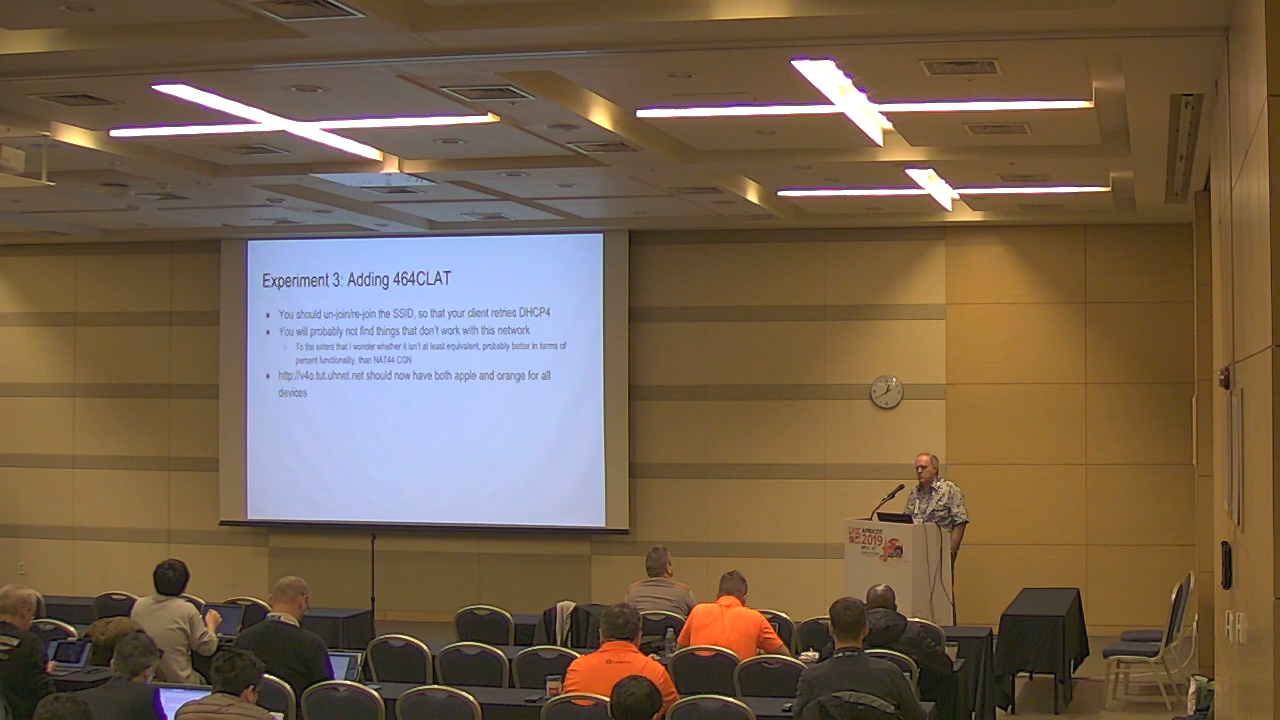 Experiment 3: Adding 464CLAT
● You should un-join/re-join the SSID, so that your client retries DHCP4
● You will probably not find things that don't work with this network
○ To the extent that I wonder whether it isn't at least equivalent, probably better in terms of
percent functionality, than NAT44 CGN
● http://v4o.tut.uhnet.net should now have both apple and orange for all
devices
APRICOT
2019